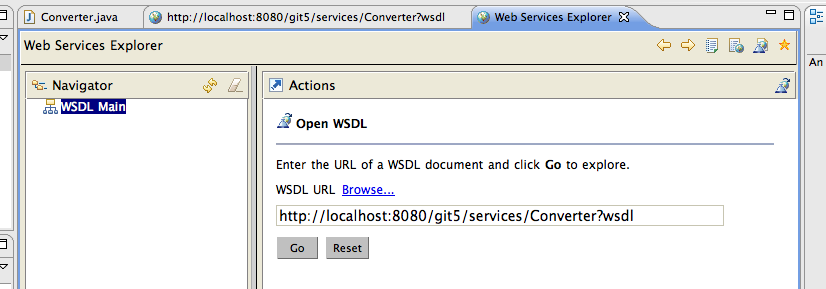 Converter.java http://localhost:8080/git5/services/Converter?wsdl Web Services Explorer
Web Services Explorer
Navigator
Actions
An
WSDL Main
Open WSDL
Enter the URL of a WSDL document and click Go to explore.
WSDL URL Browse...
http://localhost:8080/git5/services/Converter?wsdl
Go Reset